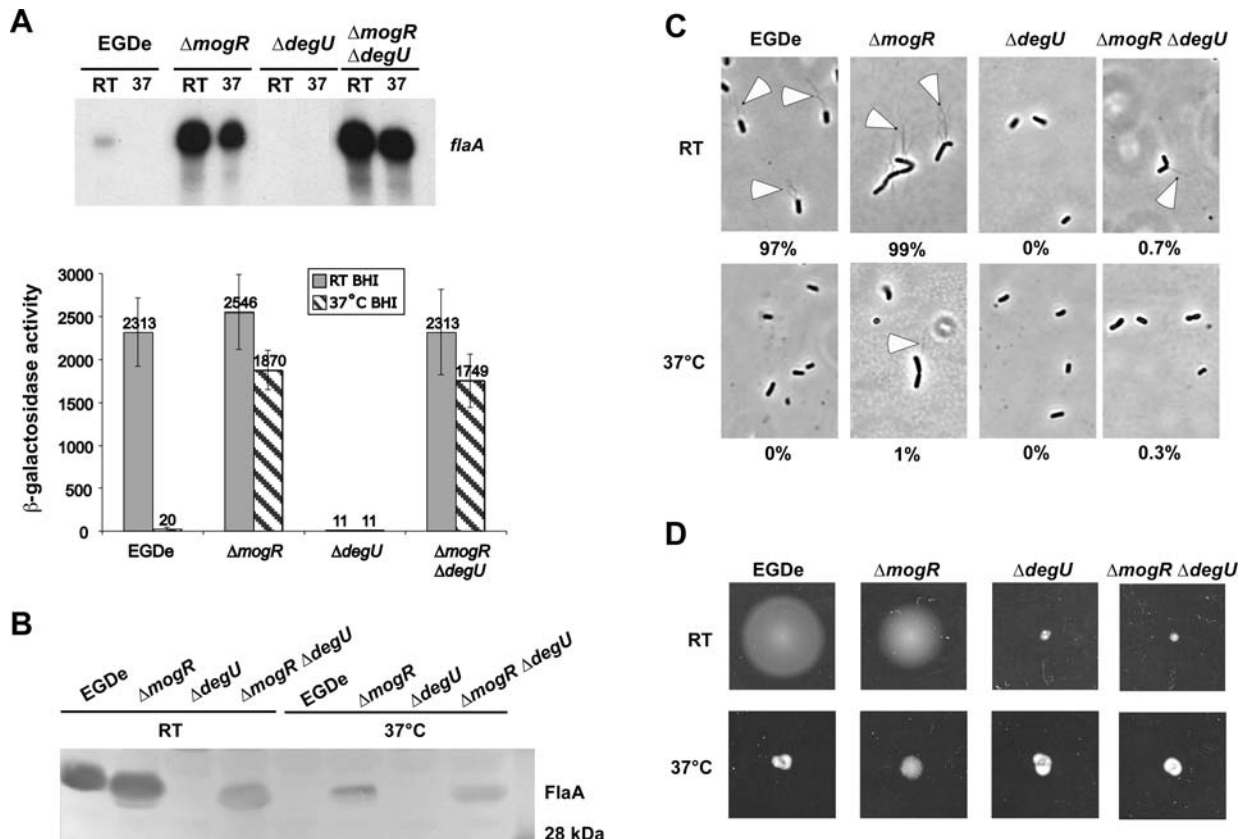 A
EGDe ΔmogR ΔdegU ΔmogR ΔdegU
RT 37 RT 37 RT 37 RT 37
flaA
β-galactosidase activity
3000
2500
2000
1500
1000
500
0
RT BHI
37°C BHI
2313 20 2546 1870 11 11 2313 1749
EGDe ΔmogR ΔdegU ΔmogR ΔdegU
B
EGDe ΔmogR ΔdegU ΔmogR ΔdegU EGDe ΔmogR ΔdegU ΔmogR ΔdegU
RT 37°C
FlaA
28 kDa
C
EGDe ΔmogR ΔdegU ΔmogR ΔdegU
RT
97% 99% 0% 0.7%
37°C
0% 1% 0% 0.3%
D
EGDe ΔmogR ΔdegU ΔmogR ΔdegU
RT
37°C